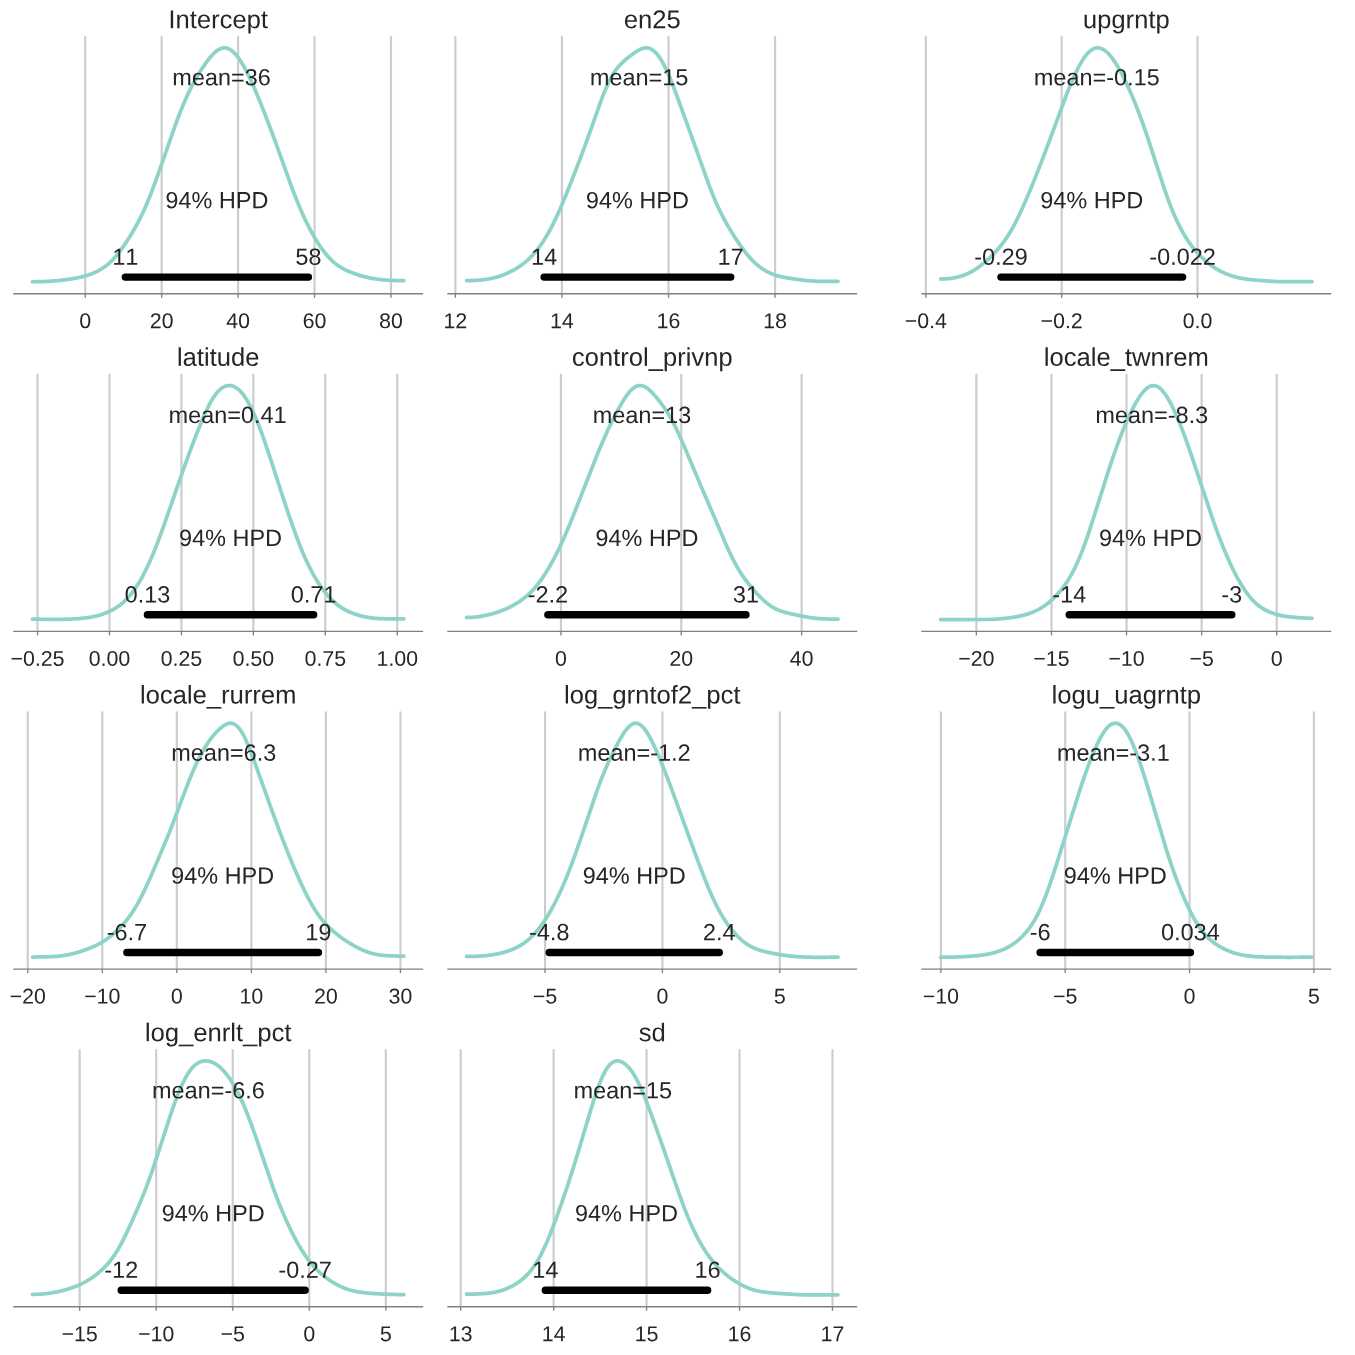 Intercept
en25
upgrntp
mean=36
mean=15
mean=-0.15
94% HPD
94% HPD
94% HPD
11
58
14
17
-0.29
-0.022
0
20
40
60
80
12
14
16
18
−0.4
−0.2
0.0
latitude
control_privnp
locale_twnrem
mean=0.41
mean=13
mean=-8.3
94% HPD
94% HPD
94% HPD
0.13
0.71
-2.2
31
-14
-3
−0.25
0.00
0.25
0.50
0.75
1.00
0
20
40
−20
−15
−10
−5
0
locale_rurrem
log_grntof2_pct
logu_uagrntp
mean=6.3
mean=-1.2
mean=-3.1
94% HPD
94% HPD
94% HPD
-6.7
19
-4.8
2.4
-6
0.034
−20
−10
0
10
20
30
−5
0
5
−10
−5
0
5
log_enrlt_pct
sd
mean=-6.6
mean=15
94% HPD
94% HPD
-12
-0.27
14
16
−15
−10
−5
0
5
13
14
15
16
17